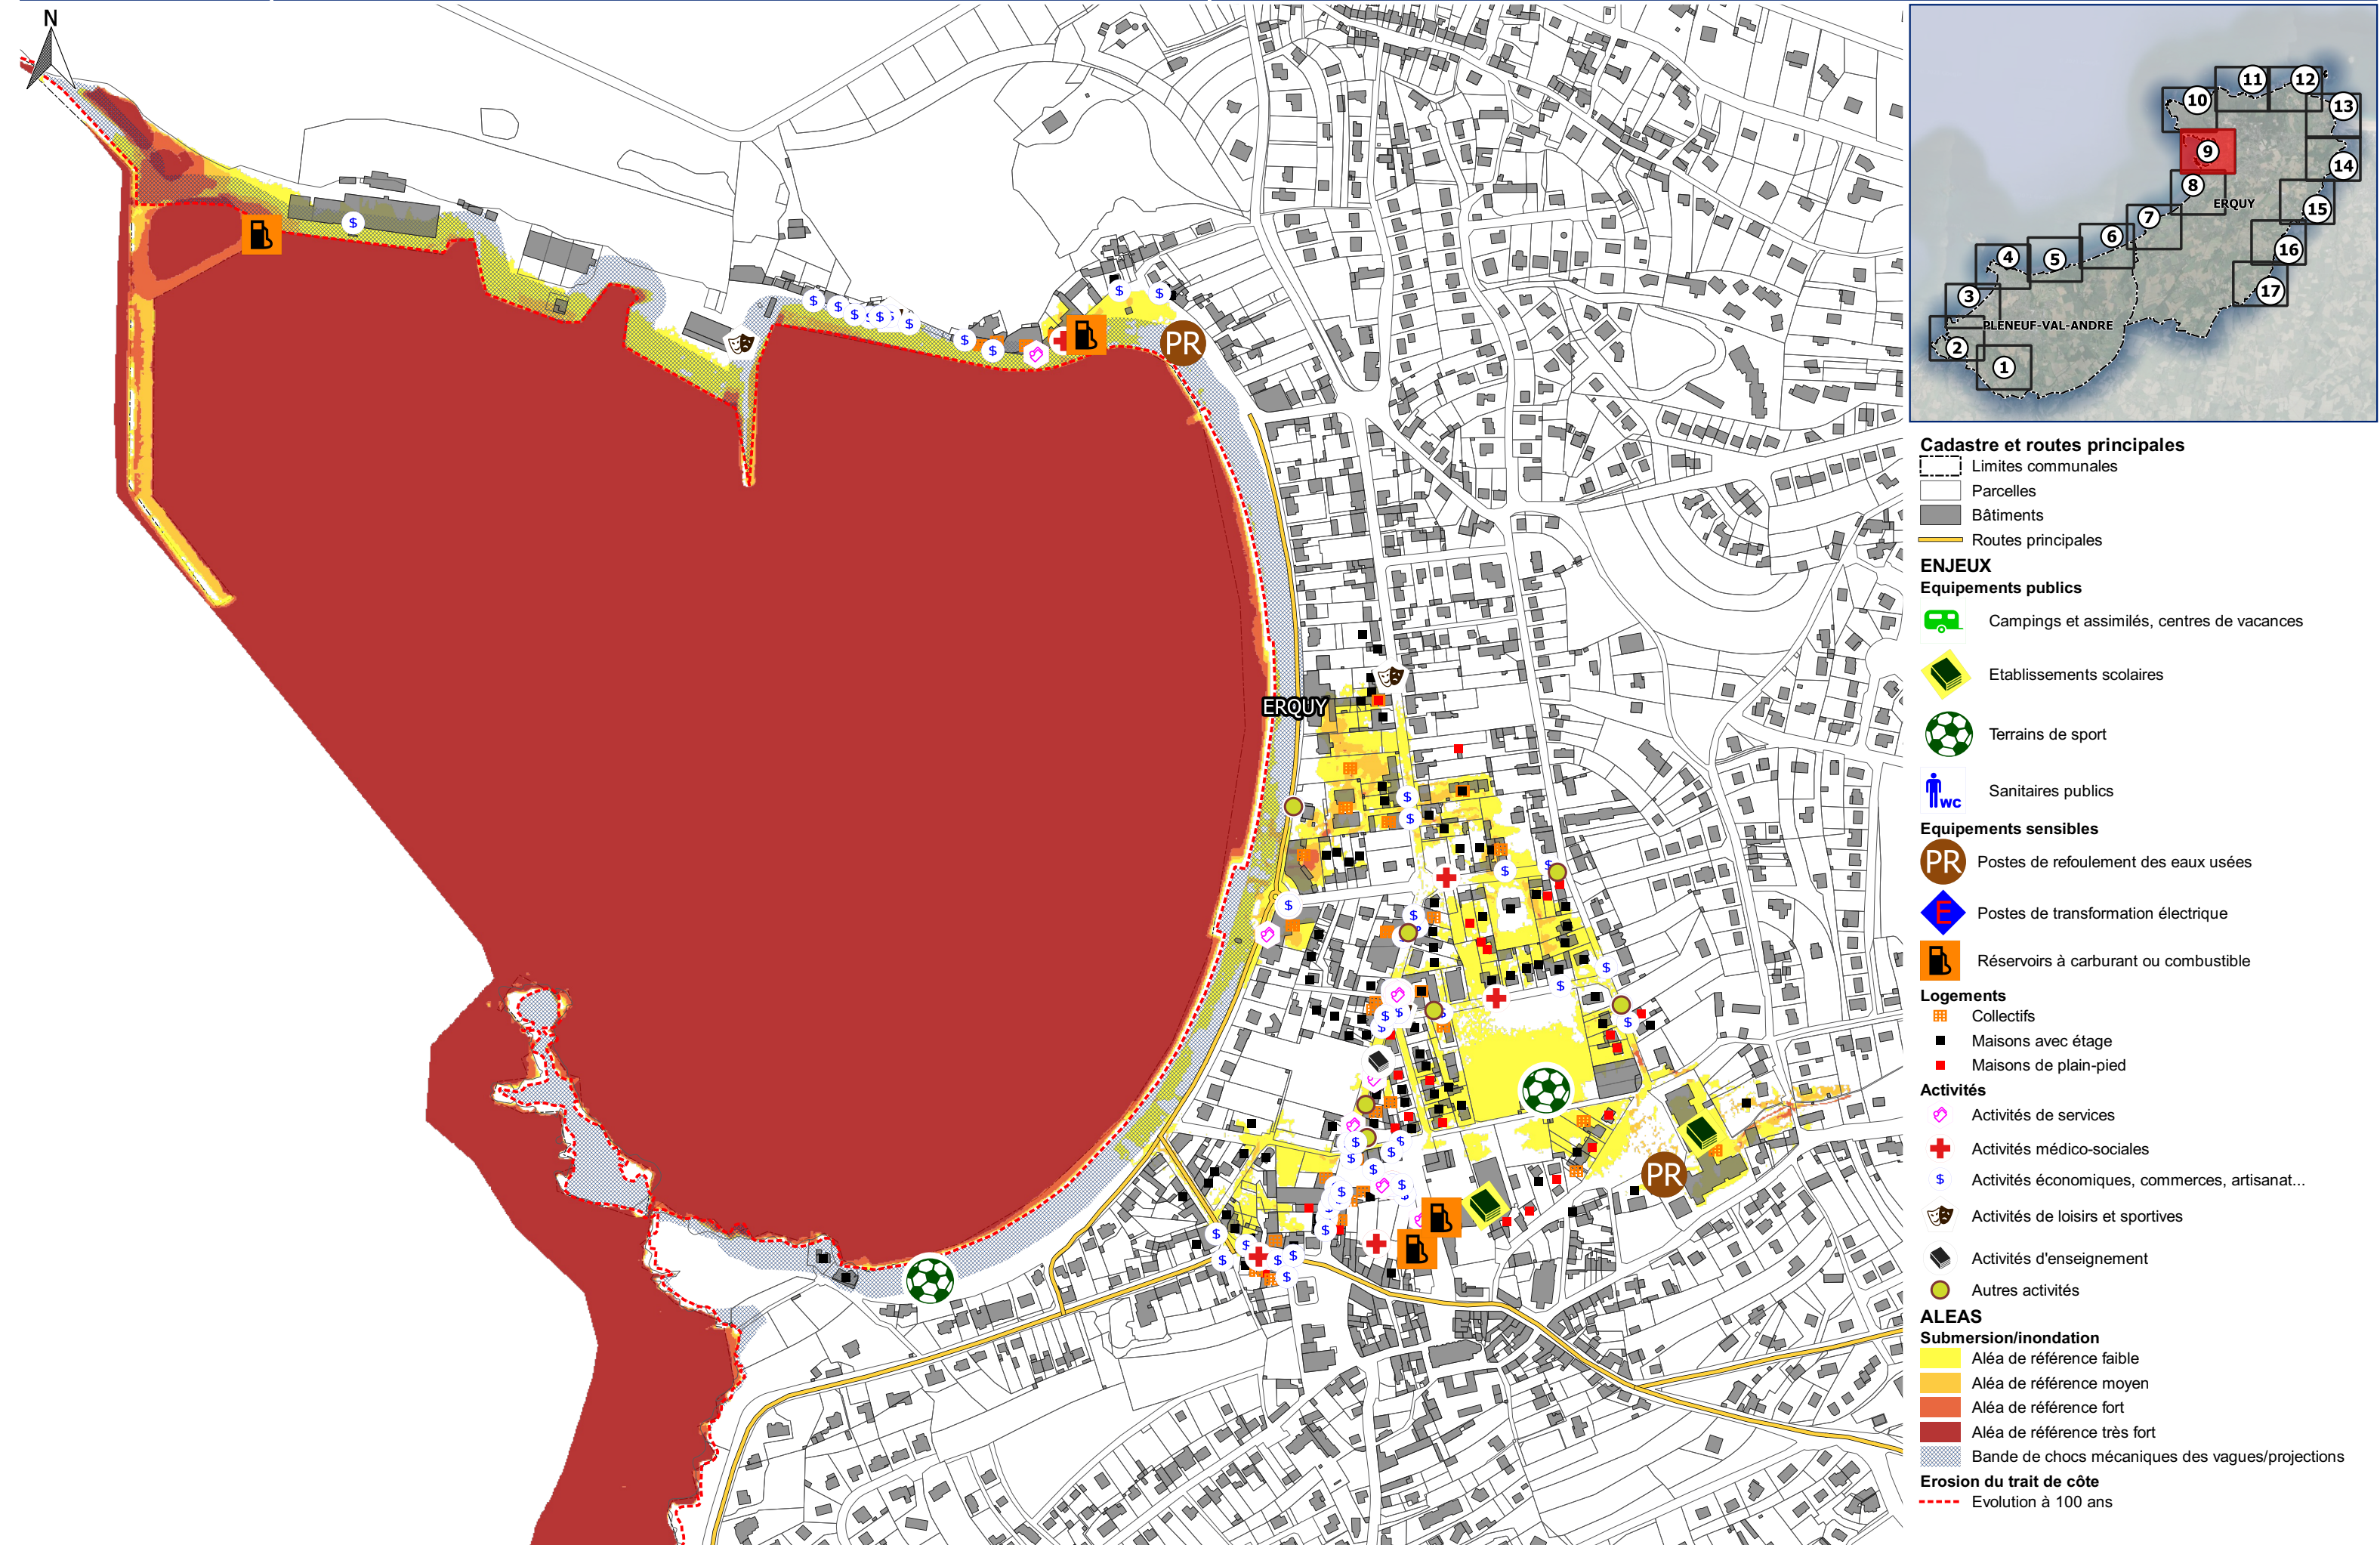 N
PR
ERQUY
PR
11
12
10
13
9
14
8
ERQUY
15
7
6
16
4
5
17
3
PLENEUF-VAL-ANDRE
2
1
Cadastre et routes principales
Limites communales
Parcelles
Bâtiments
Routes principales
ENJEUX
Equipements publics
Campings et assimilés, centres de vacances
Etablissements scolaires
Terrains de sport
WC Sanitaires publics
Equipements sensibles
PR Postes de refoulement des eaux usées
E Postes de transformation électrique
Réservoirs à carburant ou combustible
Logements
Collectifs
Maisons avec étage
Maisons de plain-pied
Activités
Activités de services
Activités médico-sociales
$ Activités économiques, commerces, artisanat...
Activités de loisirs et sportives
Activités d'enseignement
Autres activités
ALEAS
Submersion/inondation
Aléa de référence faible
Aléa de référence moyen
Aléa de référence fort
Aléa de référence très fort
Bande de chocs mécaniques des vagues/projections
Erosion du trait de côte
Evolution à 100 ans